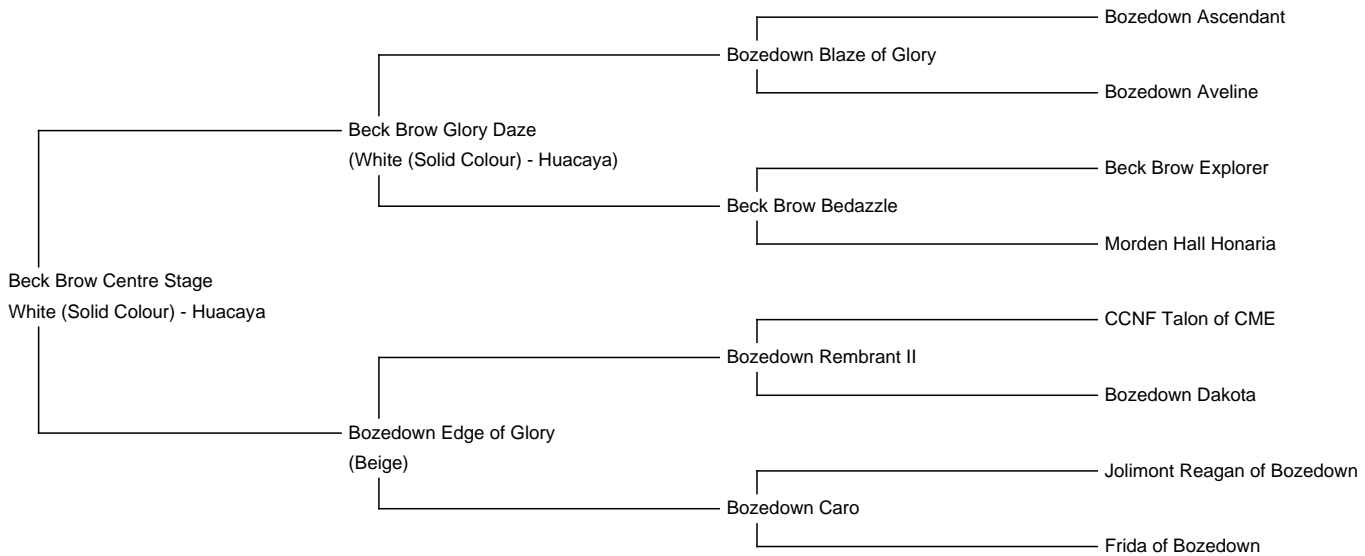 Bozedown Ascendant
Bozedown Blaze of Glory
Bozedown Aveline
Beck Brow Glory Daze
(White (Solid Colour) - Huacaya)
Beck Brow Explorer
Beck Brow Bedazzle
Morden Hall Honaria
Beck Brow Centre Stage
White (Solid Colour) - Huacaya
CCNF Talon of CME
Bozedown Rembrant II
Bozedown Dakota
Bozedown Edge of Glory
(Beige)
Jolimont Reagan of Bozedown
Bozedown Caro
Frida of Bozedown